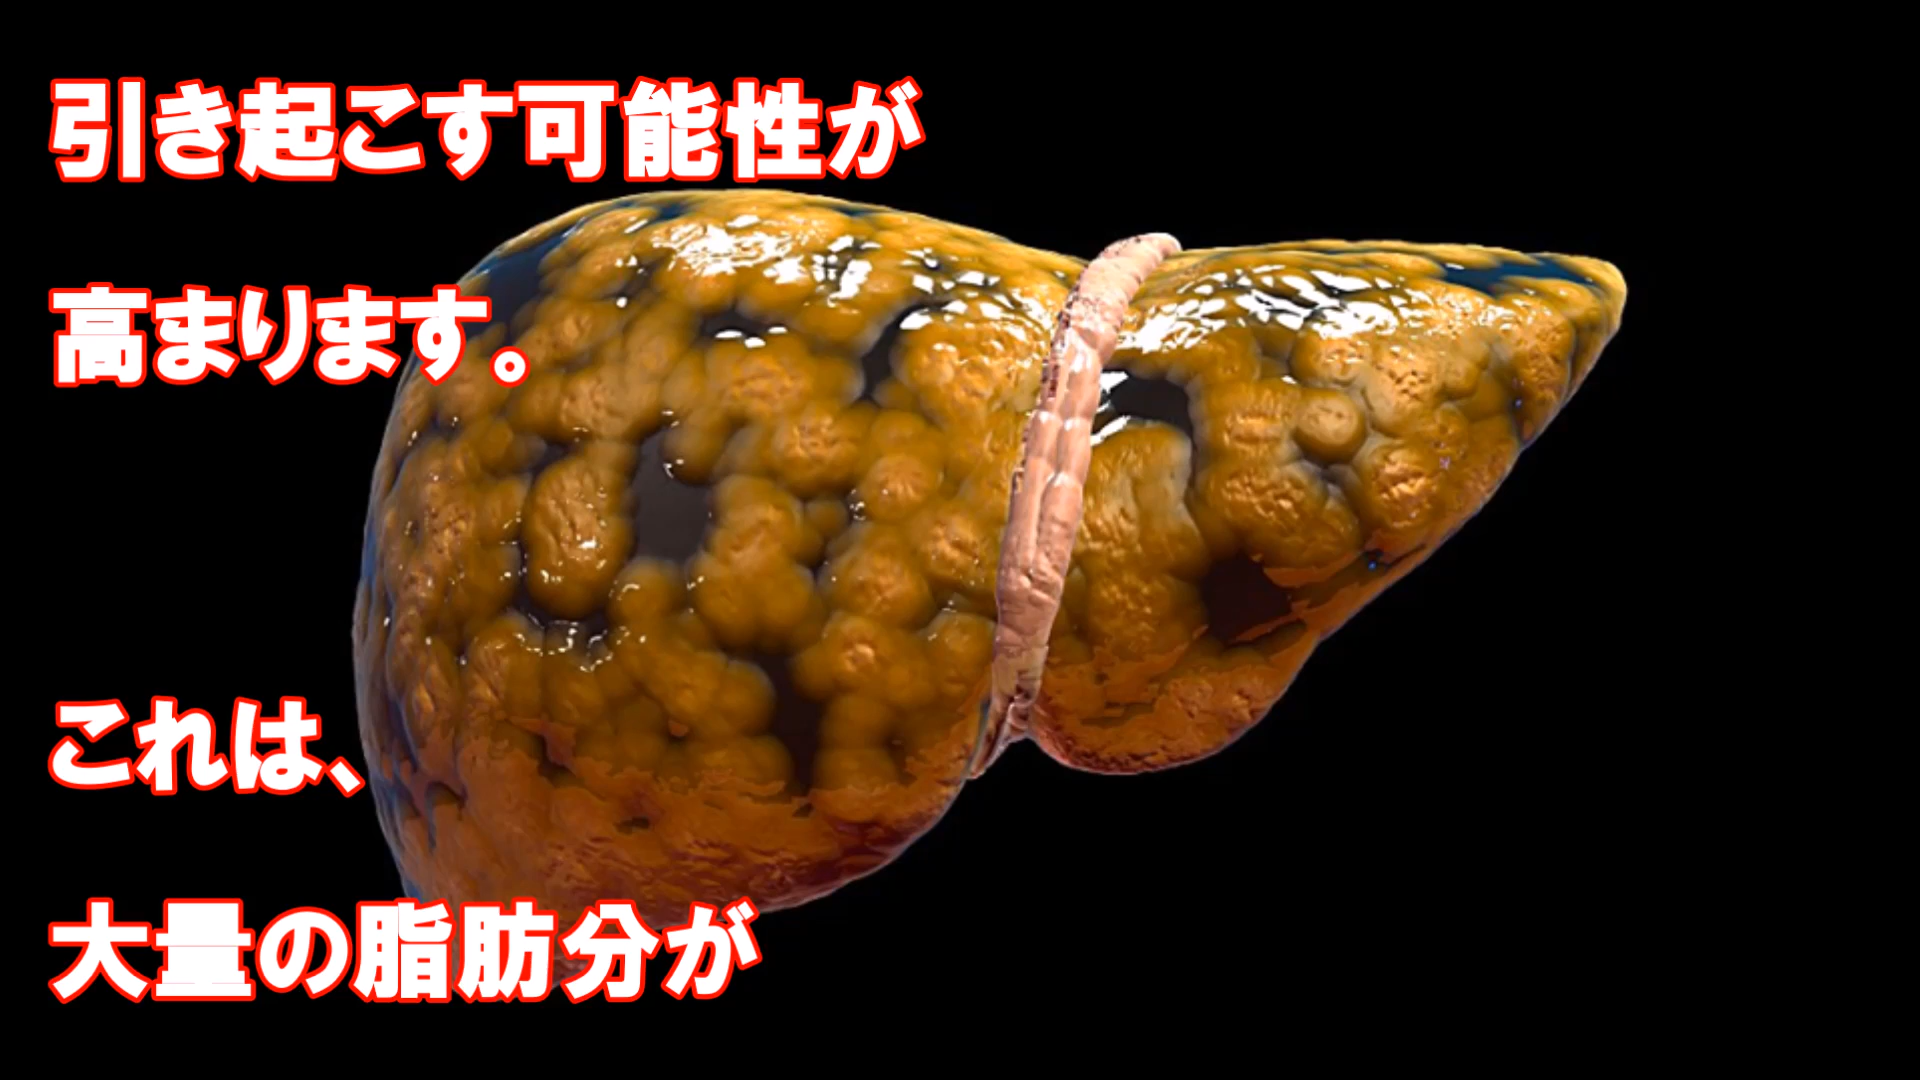 引き起こす可能性が
高まります。
これは、
大量の脂肪分が